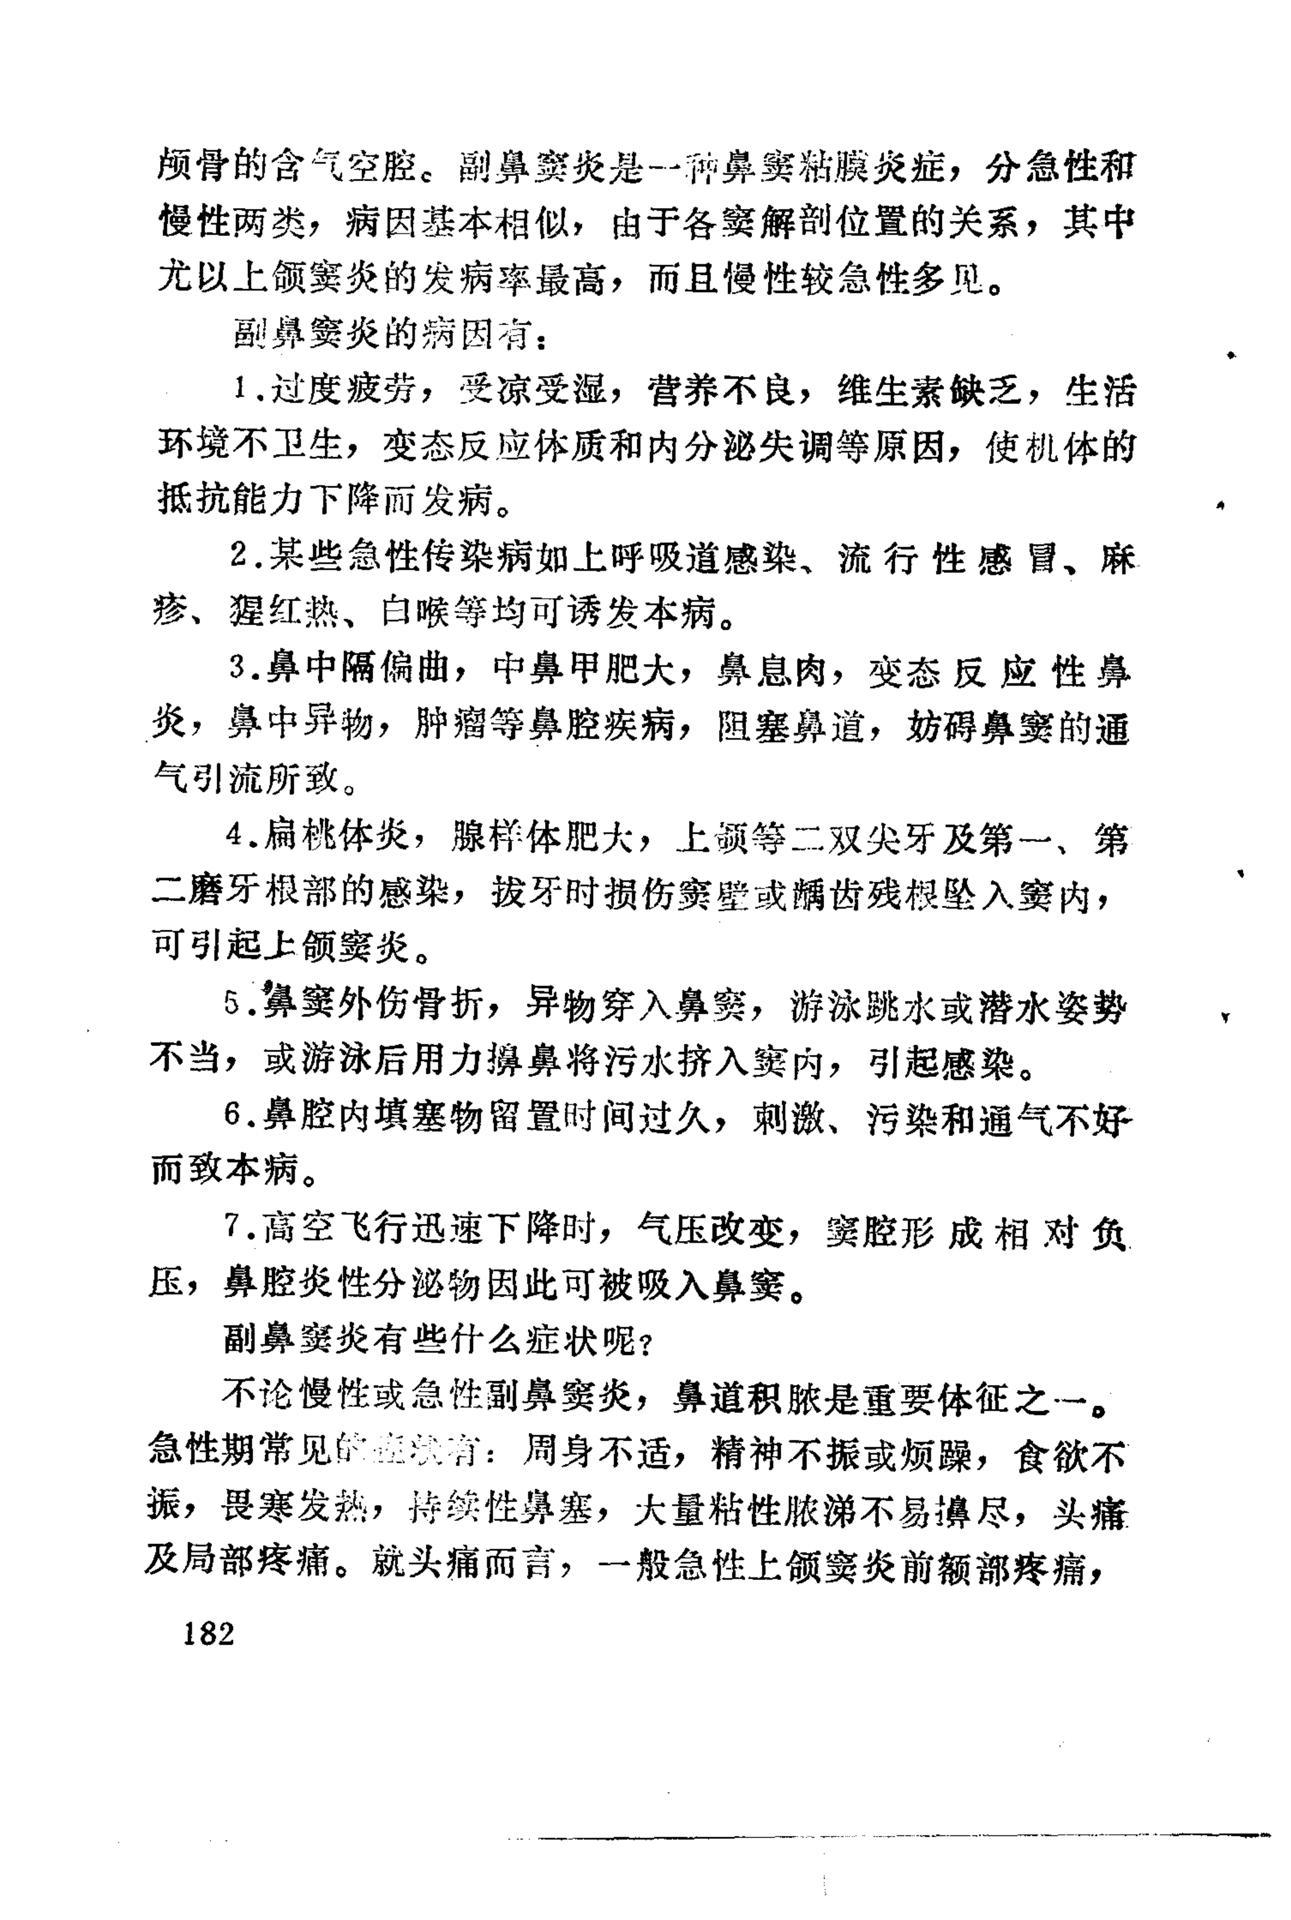 颅骨的含气空腔。副鼻窦炎是一种鼻窦粘膜炎症，分急性和
慢性两类，病因基本相似，由于各窦解剖位置的关系，其中
尤以上颌窦炎的发病率最高，而且慢性较急性多见。
副鼻窦炎的病因有：
1.过度疲劳，受凉受湿，营养不良，维生素缺乏，生活
环境不卫生，变态反应体质和内分泌失调等原因，使机体的
抵抗能力下降而发病。
2.某些急性传染病如上呼吸道感染、流行性感冒、麻
疹、猩红热、白喉等均可诱发本病。
3.鼻中隔偏曲，中鼻甲肥大，鼻息肉，变态反应性鼻
炎，鼻中异物，肿瘤等鼻腔疾病，阻塞鼻道，妨碍鼻窦的通
气引流所致。
4.扁桃体炎，腺样体肥大，上颌等二双尖牙及第一、第
二磨牙根部的感染，拔牙时损伤窦壁或龋齿残根坠入窦内，
可引起上颌窦炎。
5.鼻窦外伤骨折，异物穿入鼻窦，游泳跳水或潜水姿势
不当，或游泳后用力擤鼻将污水挤入窦内，引起感染。
6.鼻腔内填塞物留置时间过久，刺激、污染和通气不好
而致本病。
7.高空飞行迅速下降时，气压改变，窦腔形成相对负
压，鼻腔炎性分泌物因此可被吸入鼻窦。
副鼻窦炎有些什么症状呢？
不论慢性或急性副鼻窦炎，鼻道积脓是重要体征之一。
急性期常见的症状有：周身不适，精神不振或烦躁，食欲不
振，畏寒发热，持续性鼻塞，大量粘性脓涕不易擤尽，头痛
及局部疼痛。就头痛而言，一般急性上颌窦炎前额部疼痛，
182